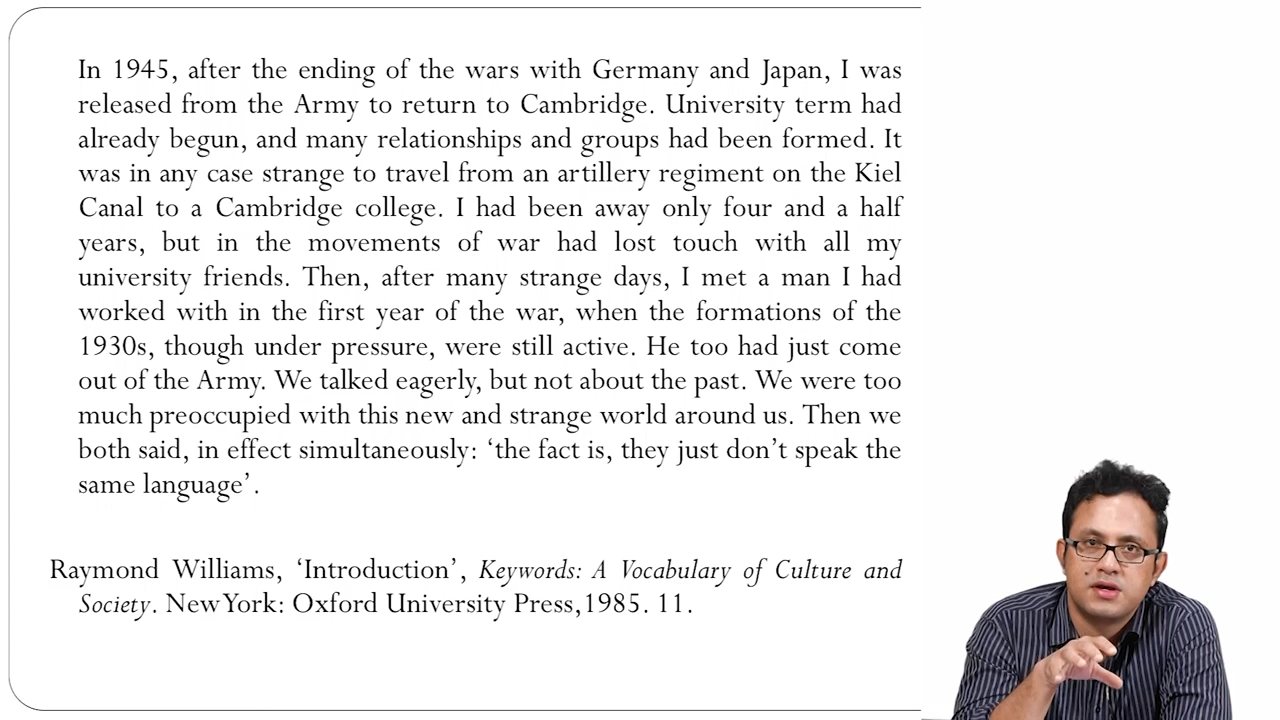 In 1945, after the ending of the wars with Germany and Japan, I was
released from the Army to return to Cambridge. University term had
already begun, and many relationships and groups had been formed. It
was in any case strange to travel from an artillery regiment on the Kiel
Canal to a Cambridge college. I had been away only four and a half
years, but in the movements of war had lost touch with all my
university friends. Then, after many strange days, I met a man I had
worked with in the first year of the war, when the formations of the
1930s, though under pressure, were still active. He too had just come
out of the Army. We talked eagerly, but not about the past. We were too
much preoccupied with this new and strange world around us. Then we
both said, in effect simultaneously: ‘the fact is, they just don’t speak the
same language’.
Raymond Williams, ‘Introduction’, Keywords: A Vocabulary of Culture and
Society. New York: Oxford University Press,1985. 11.